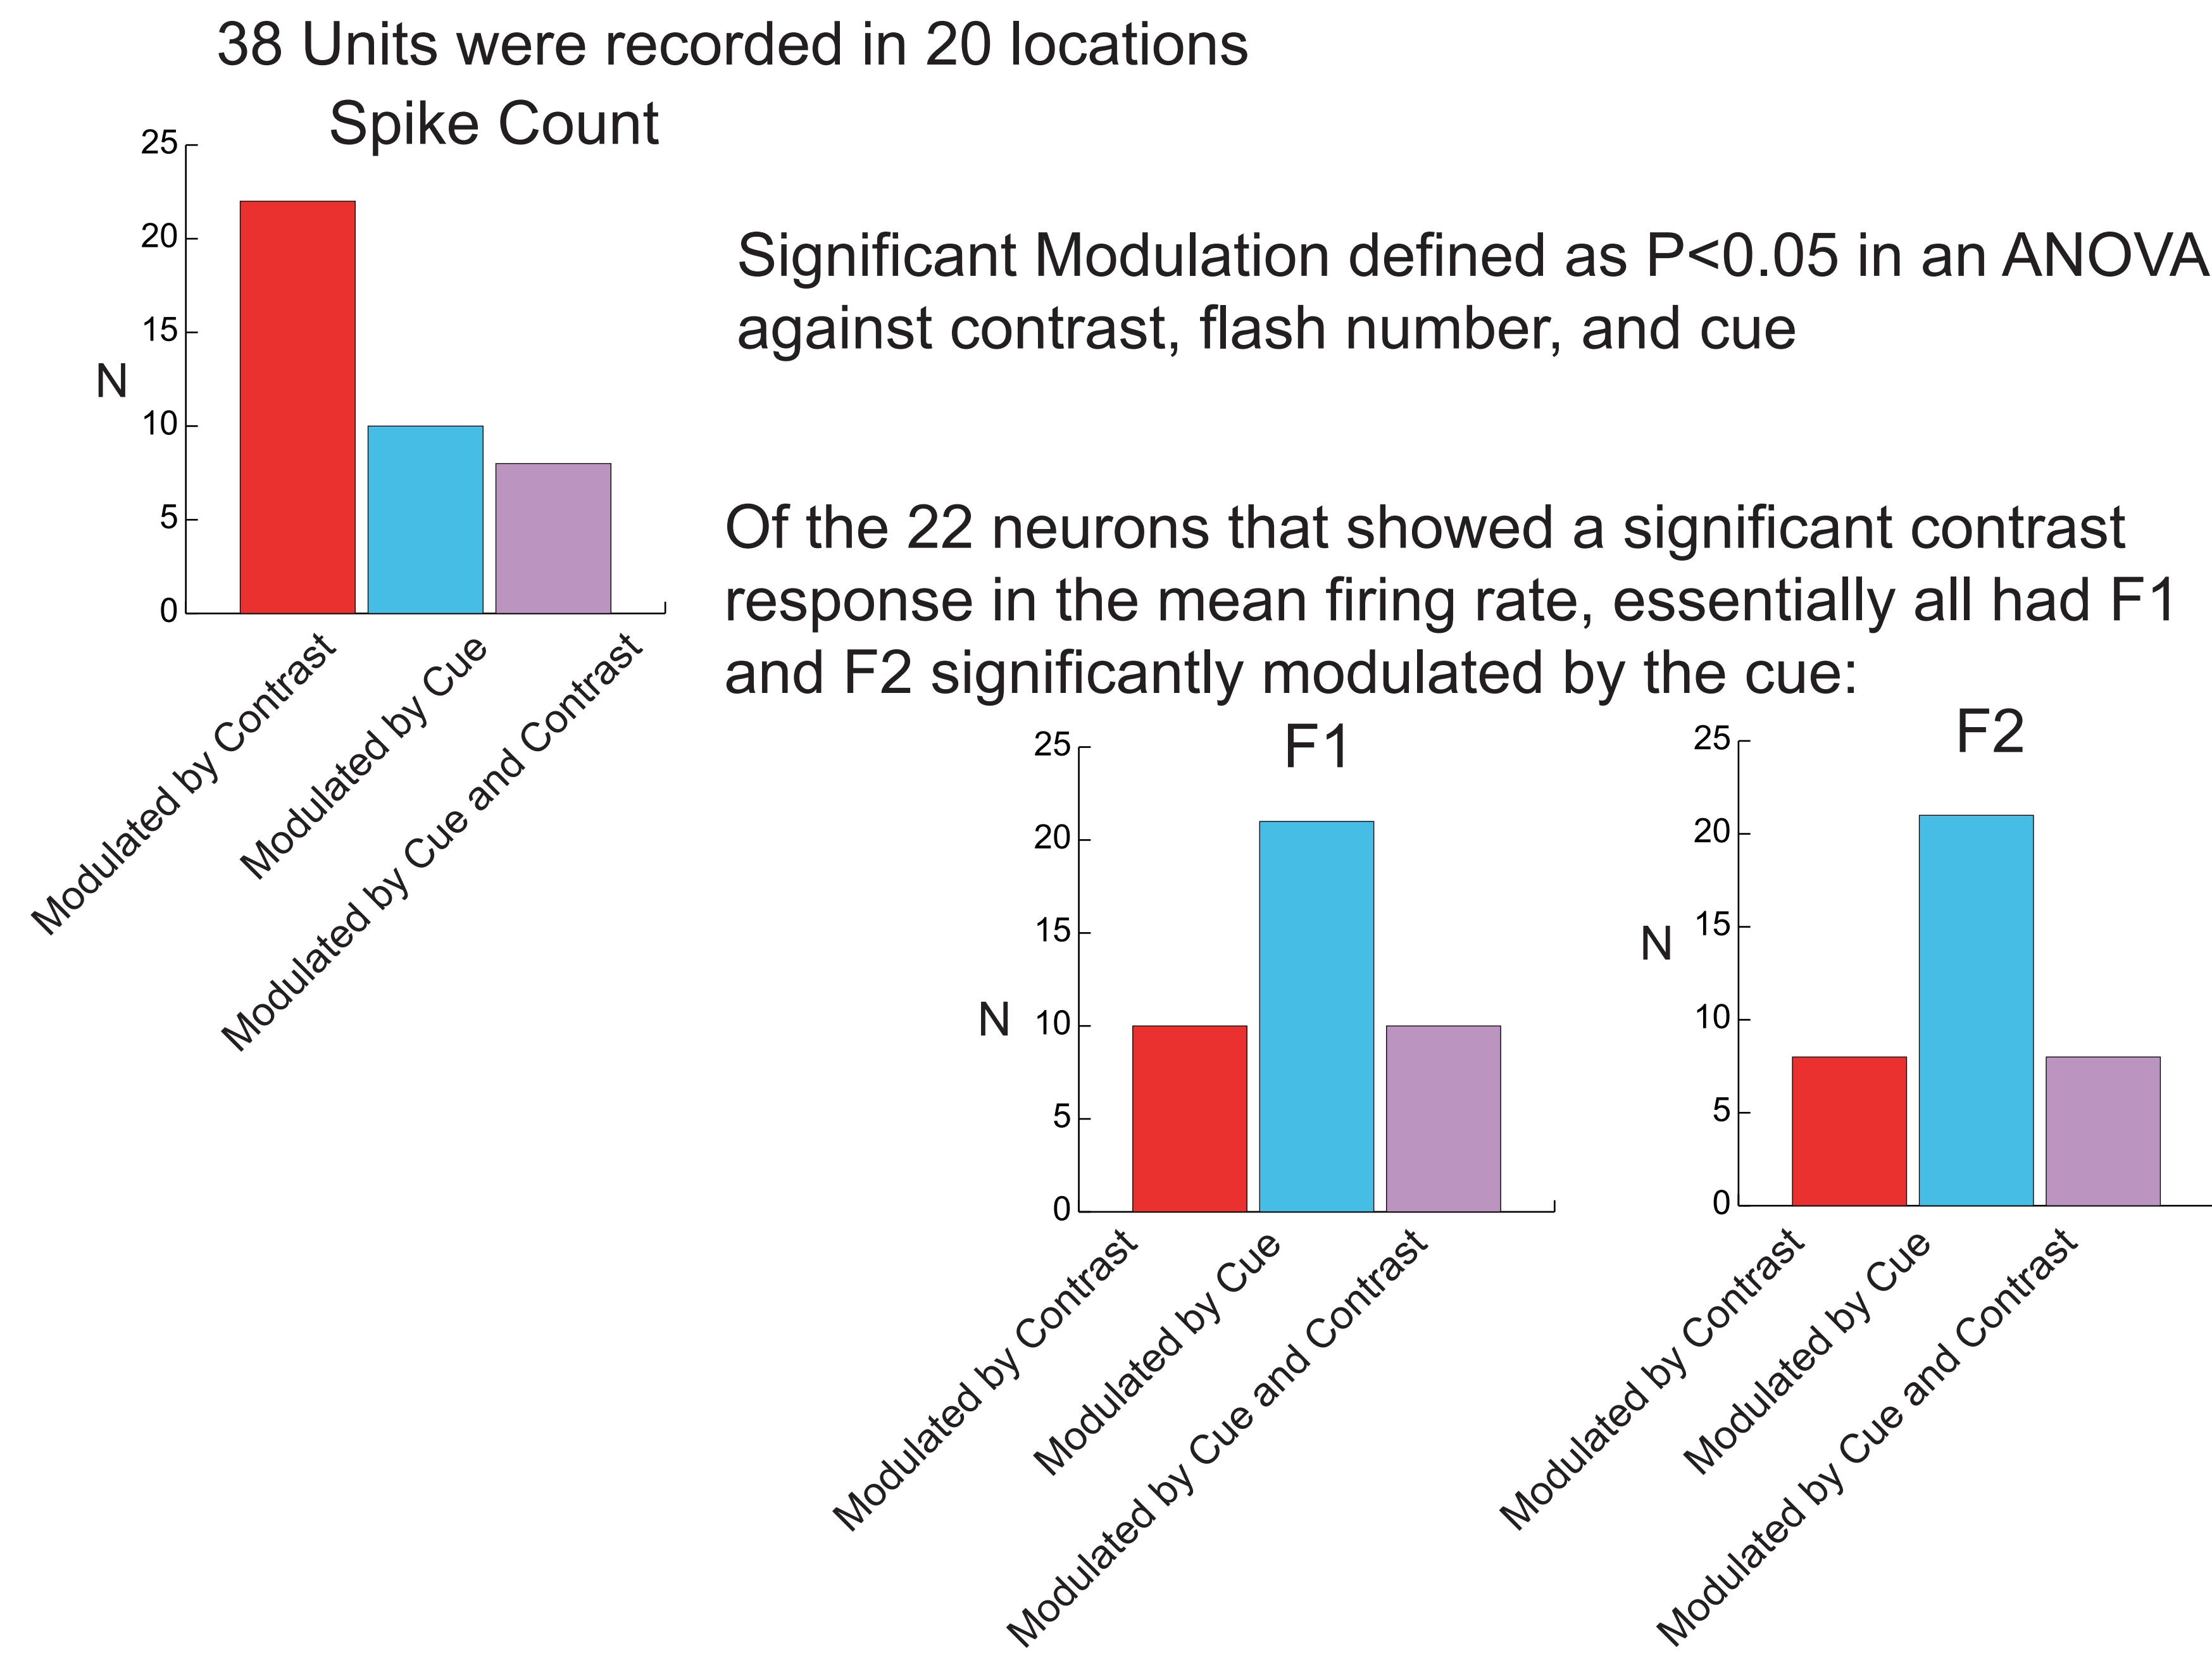 38 Units were recorded in 20 locations
Spike Count
25
20
15
10
5
0
N
Modulated by Contrast
Modulated by Cue
Modulated by Cue and Contrast
Significant Modulation defined as P<0.05 in an ANOVA
against contrast, flash number, and cue
Of the 22 neurons that showed a significant contrast
response in the mean firing rate, essentially all had F1
and F2 significantly modulated by the cue:
F1
25
20
15
10
5
0
N
Modulated by Contrast
Modulated by Cue
Modulated by Cue and Contrast
F2
25
20
15
10
5
0
N
Modulated by Contrast
Modulated by Cue
Modulated by Cue and Contrast